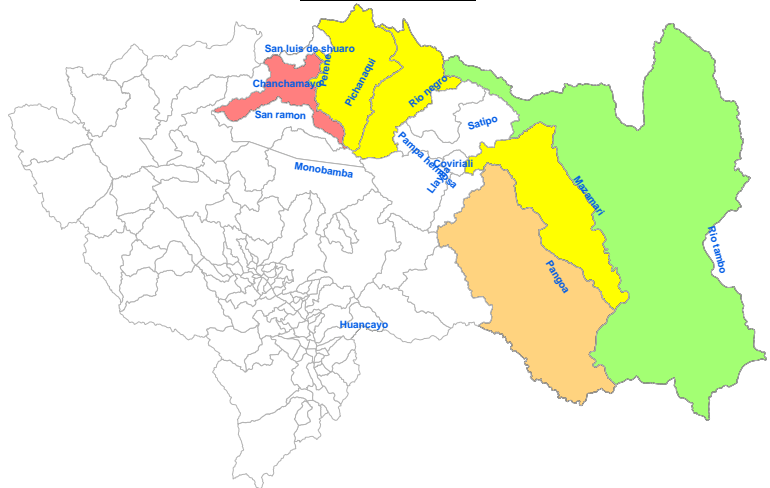 San luis de shuaro
Perene
Pichanaqui
Chanchamayo
Rio negro
San ramon
Satipo
Pampa hermosa
Coviriali
Monobamba
Llaylla
Mazamari
Rio tambo
Pangoa
Huancayo